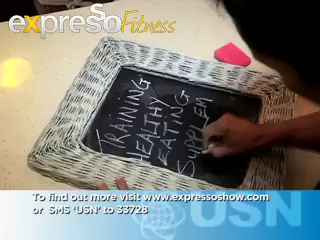 expresso Fitness
TRAINING
HEALTHY
EATING
SUPPLEM
To find out more visit www.expressoshow.com
or SMS 'USN' to 33728
USN